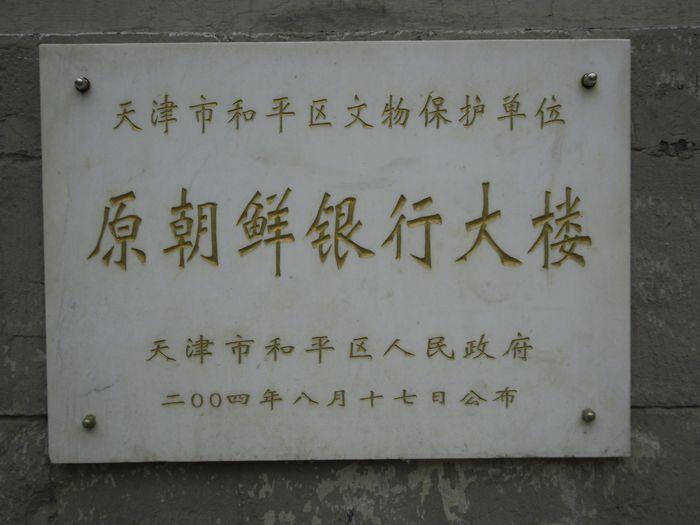 天津市和平区文物保护单位
原朝鲜银行大楼
天津市和平区人民政府
二〇〇四年八月十七日公布